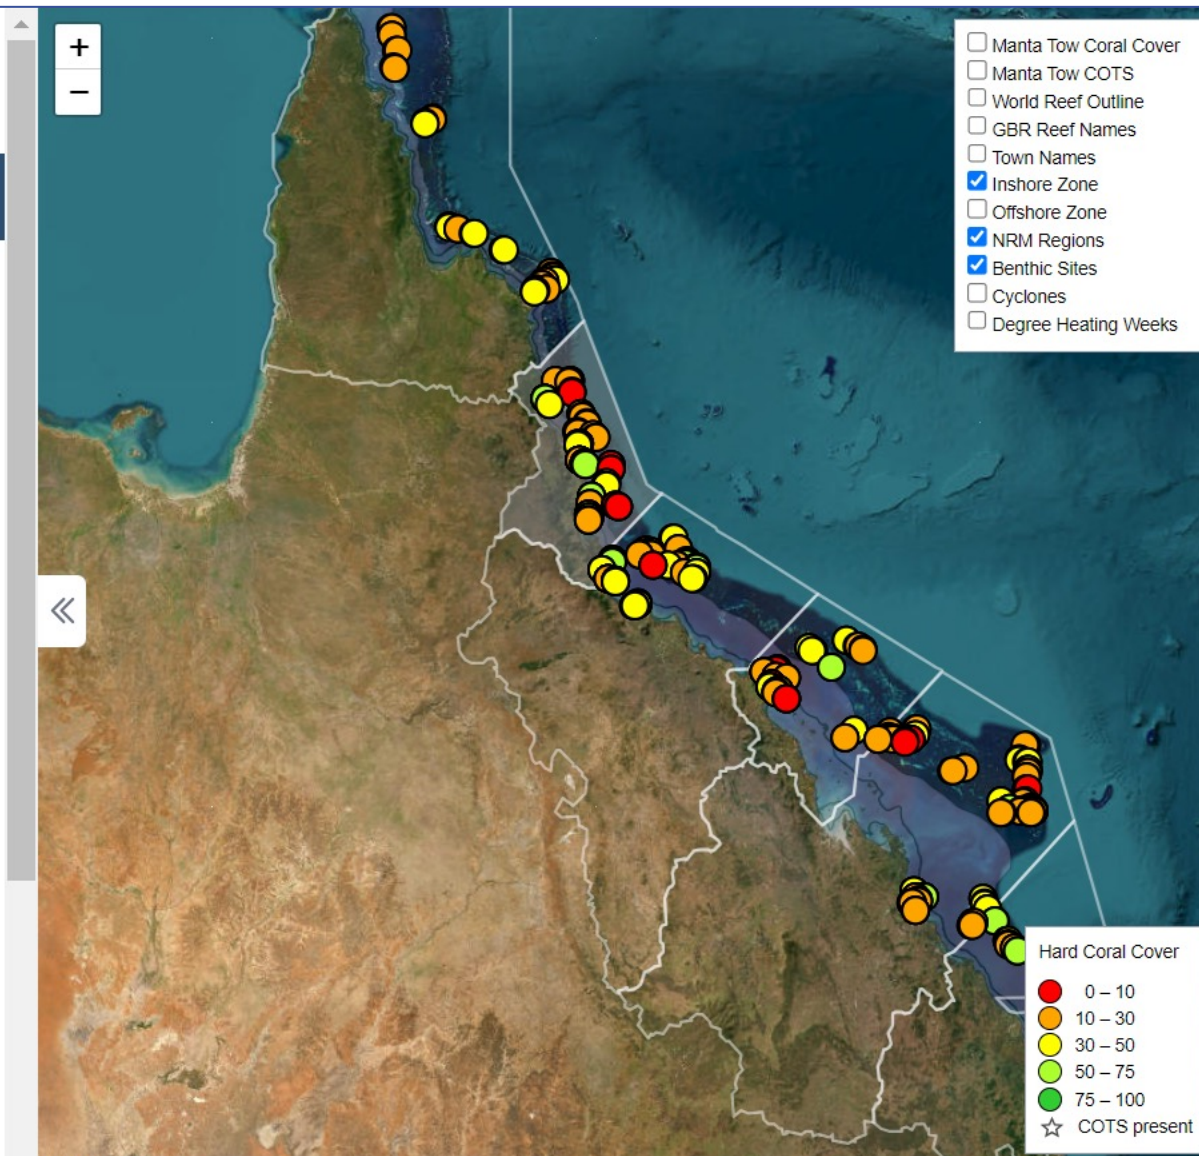 +
−
Manta Tow Coral Cover
Manta Tow COTS
World Reef Outline
GBR Reef Names
Town Names
Inshore Zone
Offshore Zone
NRM Regions
Benthic Sites
Cyclones
Degree Heating Weeks
Hard Coral Cover
0 – 10
10 – 30
30 – 50
50 – 75
75 – 100
COTS present